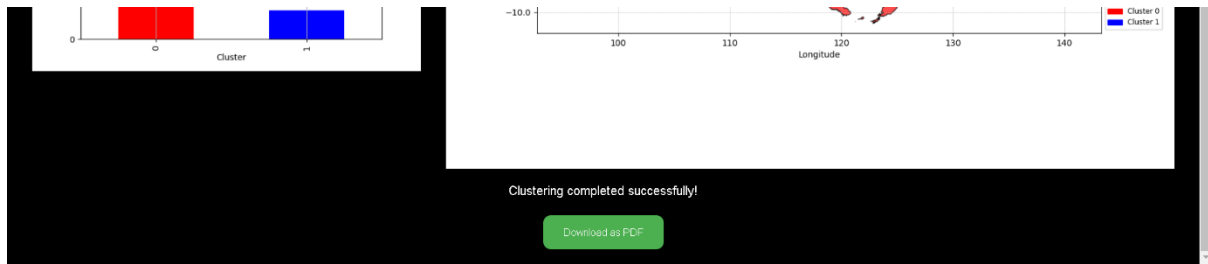 -10.0
Cluster 0
Cluster 1
0
0
1
Cluster
100
110
120
130
140
Longitude
Clustering completed successfully!
Download as PDF